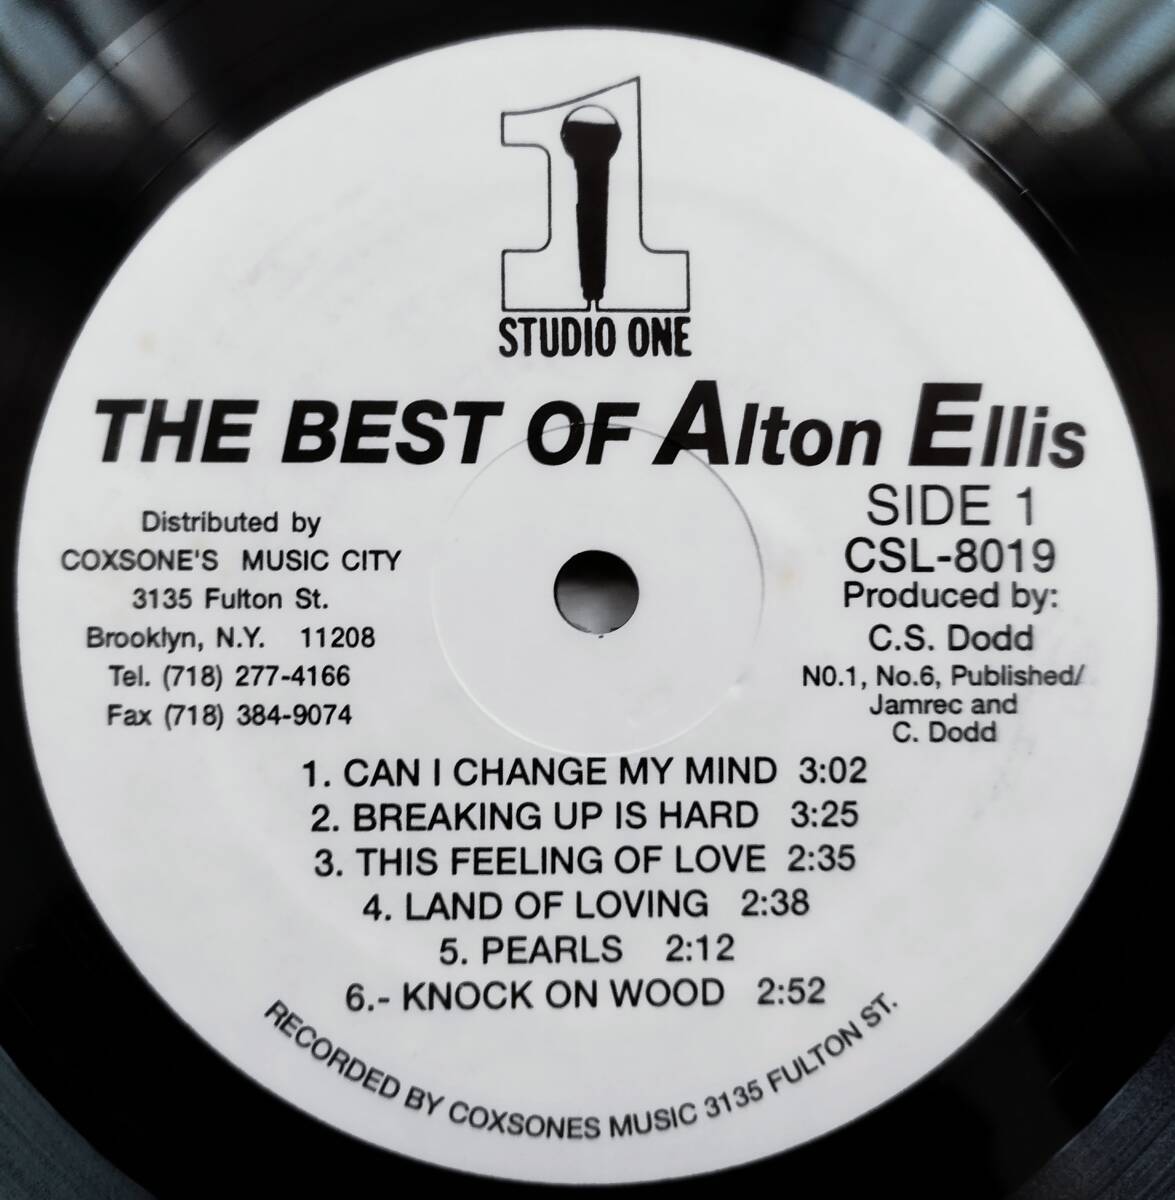 1
STUDIO ONE
THE BEST OF Alton Ellis
Distributed by
COXSONE'S MUSIC CITY
3135 Fulton St.
Brooklyn, N.Y. 11208
Tel. (718) 277-4166
Fax (718) 384-9074
SIDE 1
CSL-8019
Produced by:
C.S. Dodd
N0.1, No.6, Published/
Jamrec and
C. Dodd
1. CAN I CHANGE MY MIND 3:02
2. BREAKING UP IS HARD 3:25
3. THIS FEELING OF LOVE 2:35
4. LAND OF LOVING 2:38
5. PEARLS 2:12
6.- KNOCK ON WOOD 2:52
RECORDED BY COXSONES MUSIC 3135 FULTON ST.